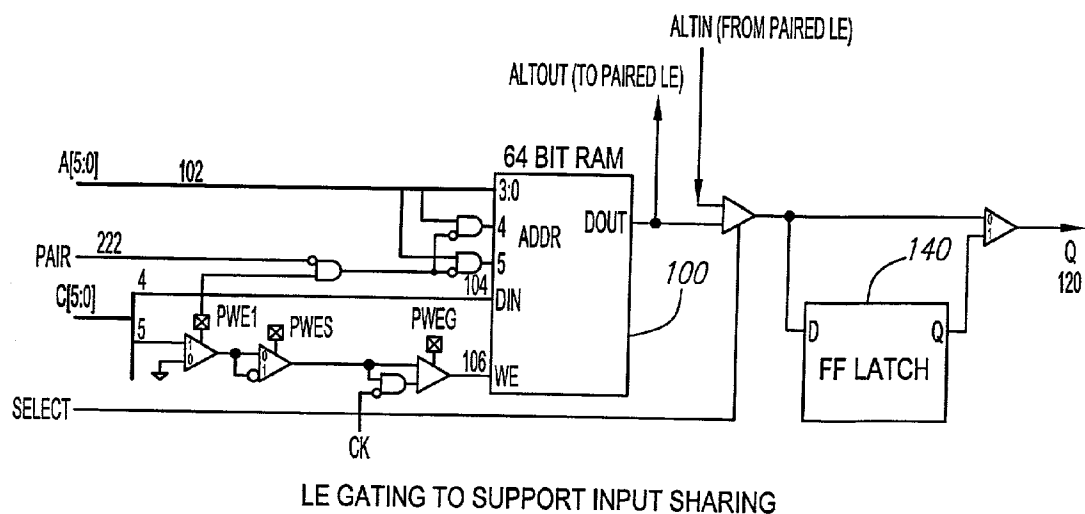 ALTIN (FROM PAIRED LE)
ALTOUT (TO PAIRED LE)
64 BIT RAM
A[5:0] 102
3:0
4
ADDR
DOUT
5
PAIR 222
104
DIN
C[5:0]
4
5
PWE1
1
0
PWES
0
1
PWEG
106
WE
100
140
0
1
Q
120
D
Q
FF LATCH
SELECT
CK
LE GATING TO SUPPORT INPUT SHARING